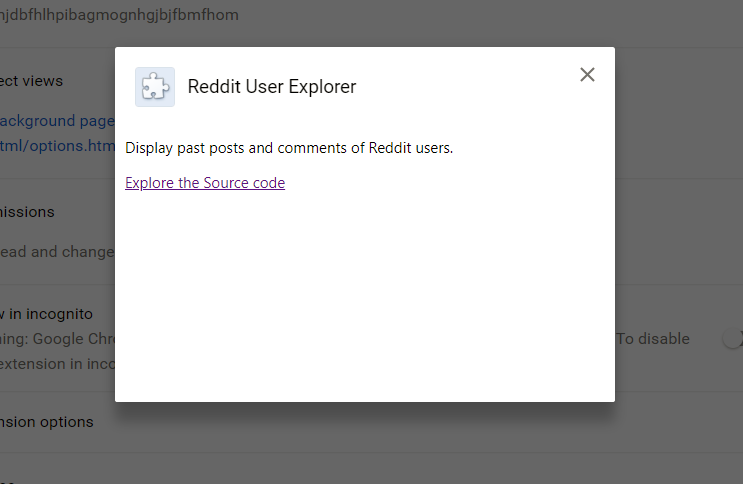 njdbfhlhpibagmognhgjbjfbmfhom
ect views
Reddit User Explorer
ackground page
tml/options.htm
Display past posts and comments of Reddit users.
Explore the Source code
nissions
ead and change
w in incognito
ning: Google Chr
To disable
extension in inco
nsion options